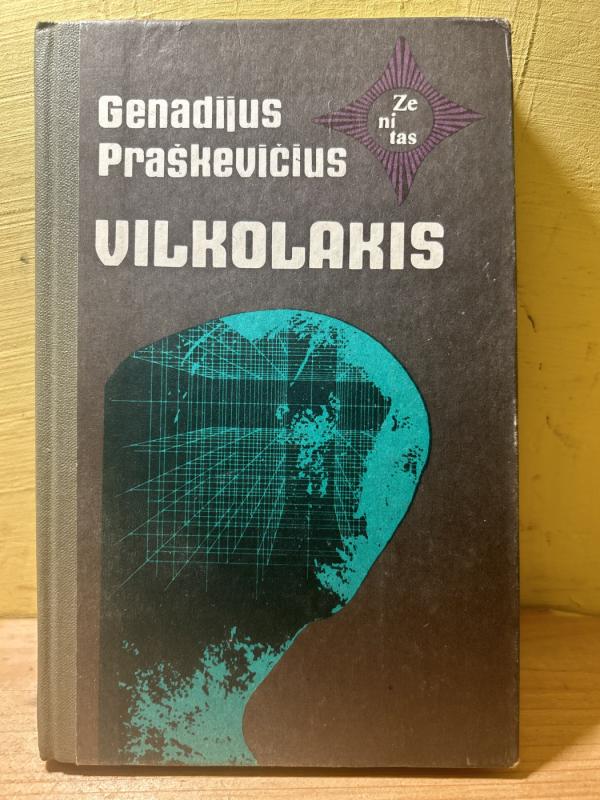 Genadijus
Praškevičius
Ze
ni
tas
VILKOLAKIS